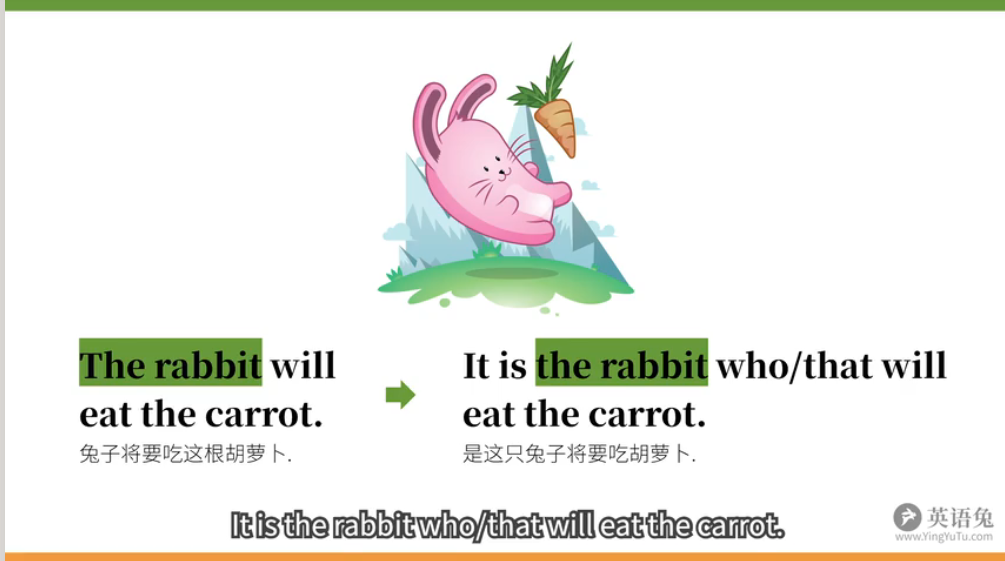 The rabbit will
eat the carrot.
兔子将要吃这根胡萝卜.
It is the rabbit who/that will
eat the carrot.
是这只兔子将要吃胡萝卜.
It is the rabbit who/that will eat the carrot.
英语兔
www.YingYuTu.com